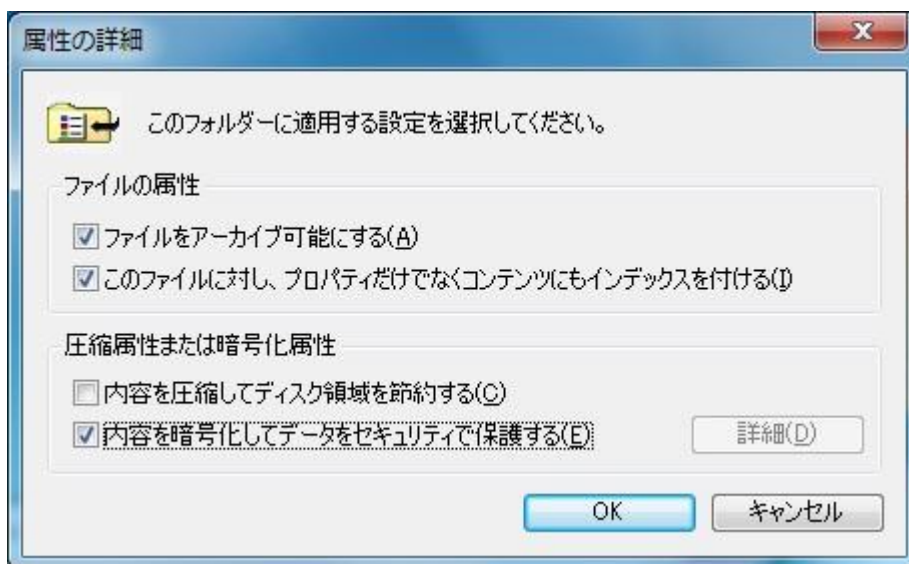 属性の詳細
このフォルダーに適用する設定を選択してください。
ファイルの属性
ファイルをアーカイブ可能にする(A)
このファイルに対し、プロパティだけでなくコンテンツにもインデックスを付ける(I)
圧縮属性または暗号化属性
内容を圧縮してディスク領域を節約する(C)
内容を暗号化してデータをセキュリティで保護する(E)
詳細(D)
OK
キャンセル